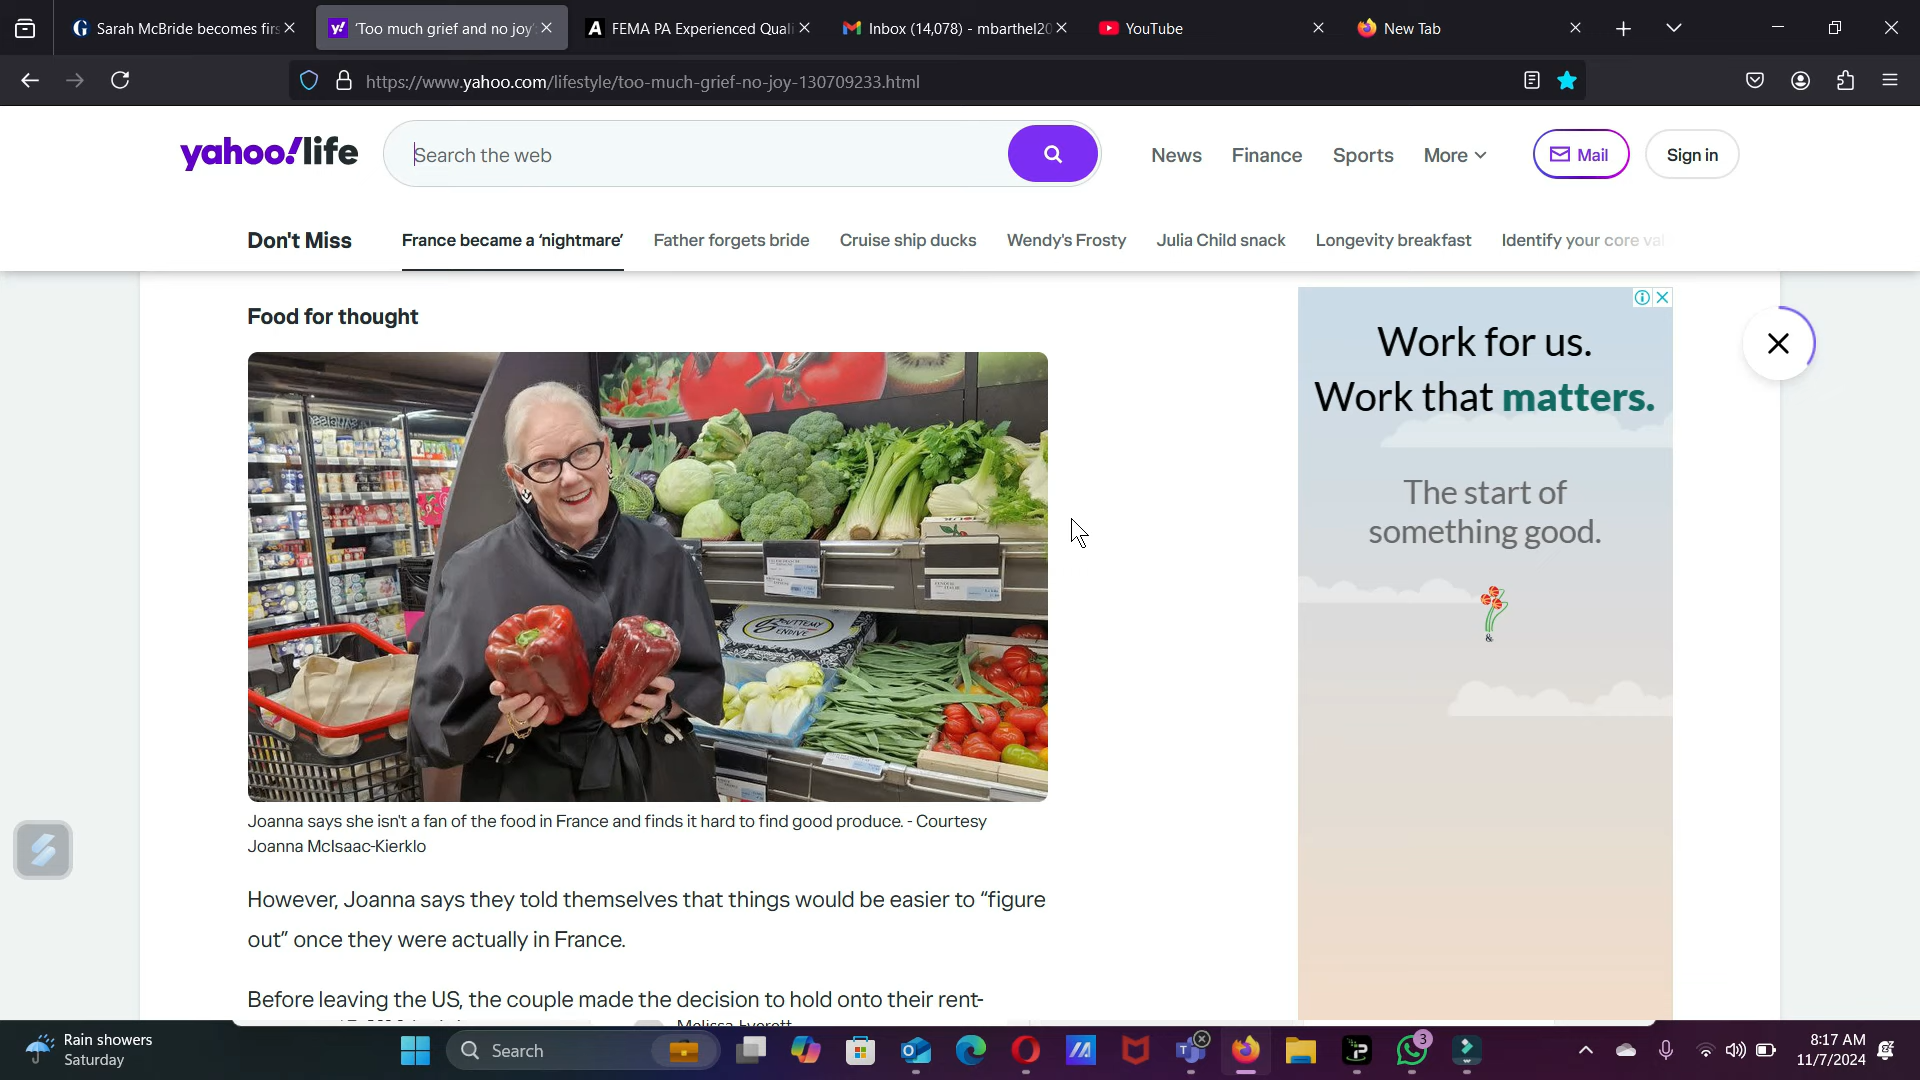 Sarah McBride becomes firs
'Too much grief and no joy'
FEMA PA Experienced Quali
Inbox (14,078) - mbarthel20
YouTube
New Tab
https://www.yahoo.com/lifestyle/too-much-grief-no-joy-130709233.html
yahoo!life
Search the web
News
Finance
Sports
More
Mail
Sign in
Don't Miss
France became a 'nightmare'
Father forgets bride
Cruise ship ducks
Wendy's Frosty
Julia Child snack
Longevity breakfast
Identify your core val
Food for thought
Joanna says she isn't a fan of the food in France and finds it hard to find good produce. - Courtesy
Joanna McIsaac-Kierklo
However, Joanna says they told themselves that things would be easier to "figure
out" once they were actually in France.
Before leaving the US, the couple made the decision to hold onto their rent-
Work for us.
Work that matters.
The start of
something good.
&
Melissa Everett
Rain showers
Saturday
Search
3
8:17 AM
11/7/2024